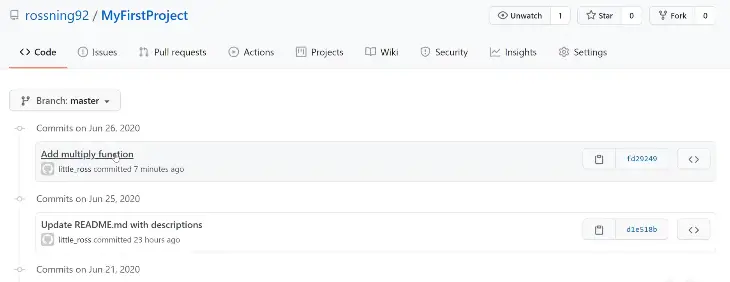 rossning92 / MyFirstProject
Unwatch 1 Star 0 Fork 0
Code Issues Pull requests Actions Projects Wiki Security Insights Settings
Branch: master
Commits on Jun 26, 2020
Add multiply function
little_ross committed 7 minutes ago
fd29249
Commits on Jun 25, 2020
Update README.md with descriptions
little_ross committed 23 hours ago
d1e518b
Commits on Jun 21, 2020